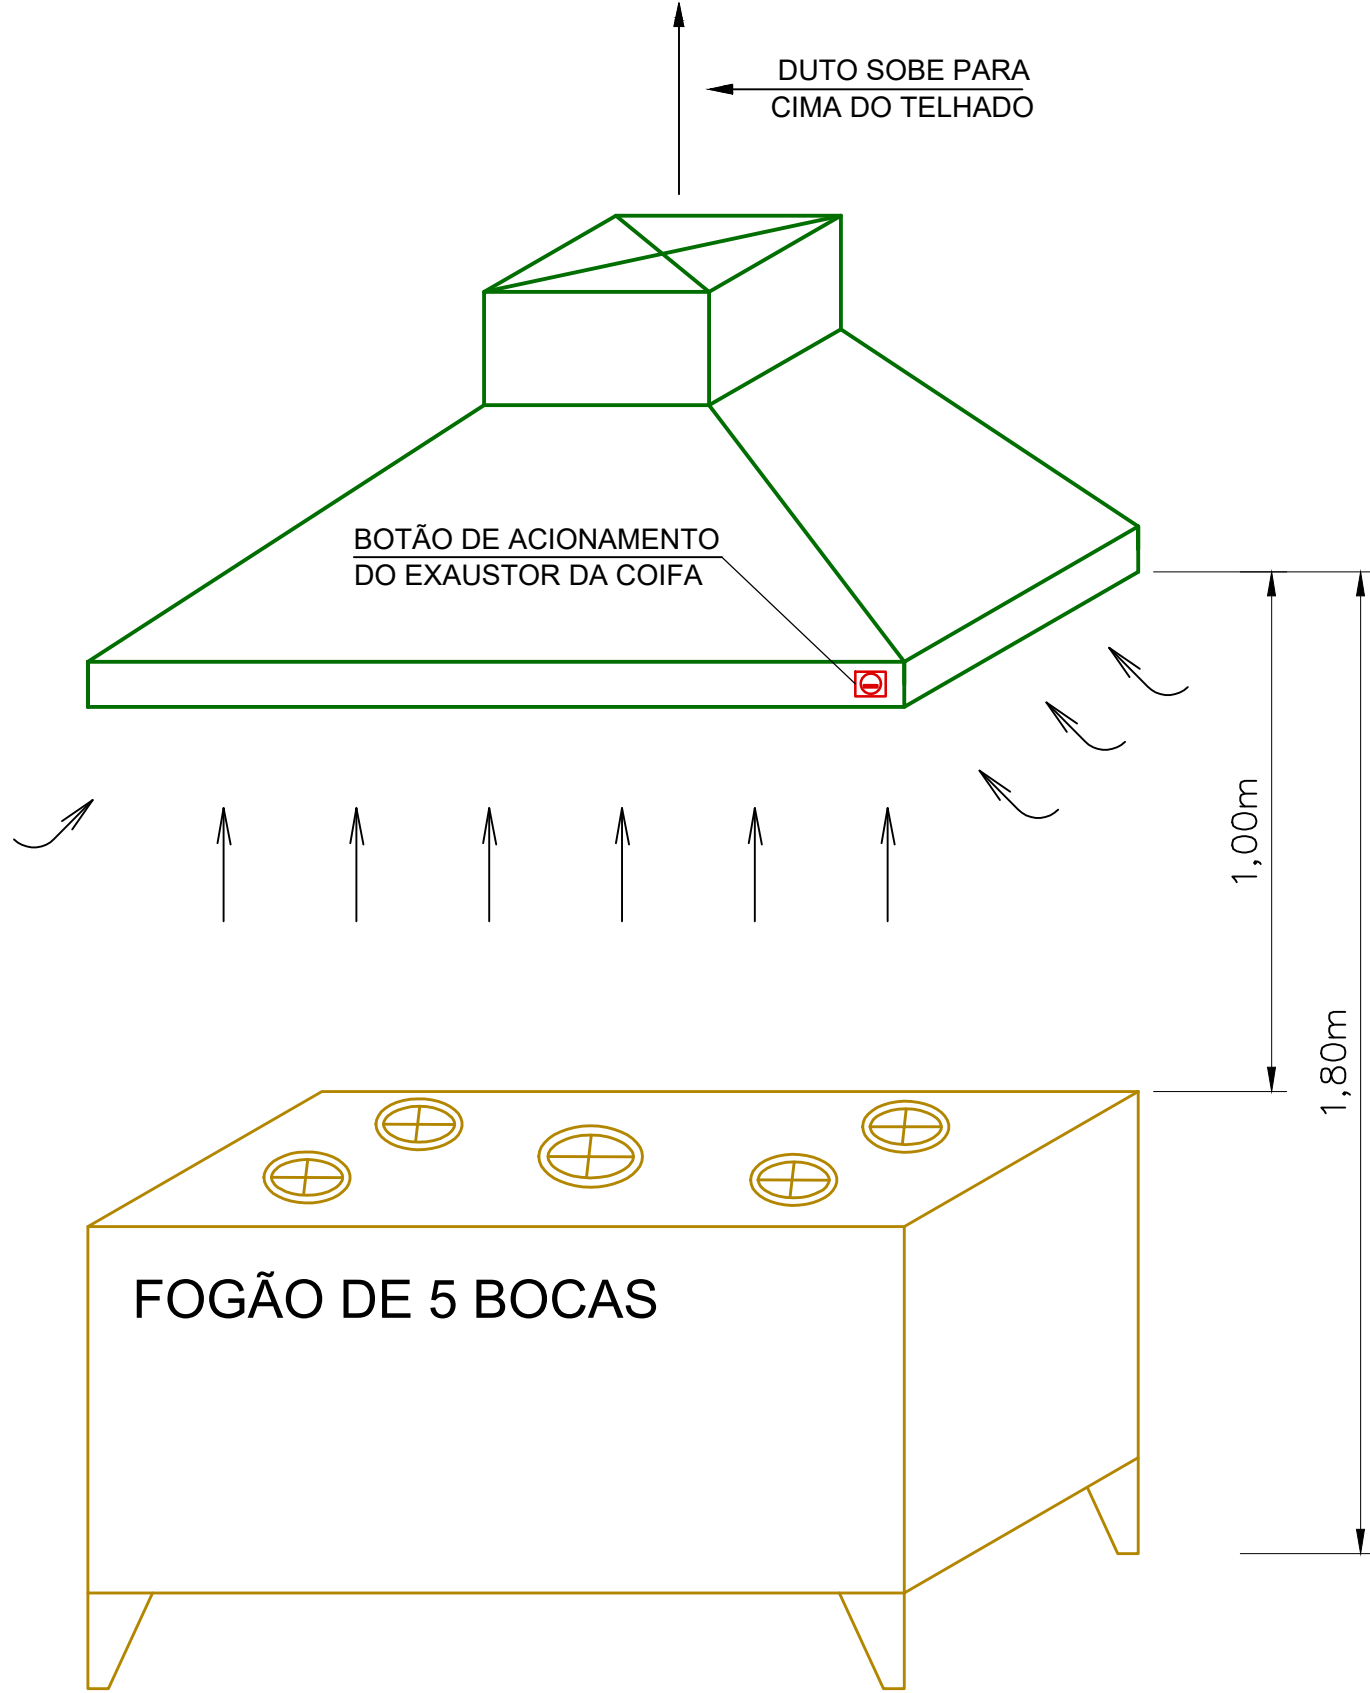 DUTO SOBE PARA
CIMA DO TELHADO
BOTÃO DE ACIONAMENTO
DO EXAUSTOR DA COIFA
1,00m
1,80m
FOGÃO DE 5 BOCAS